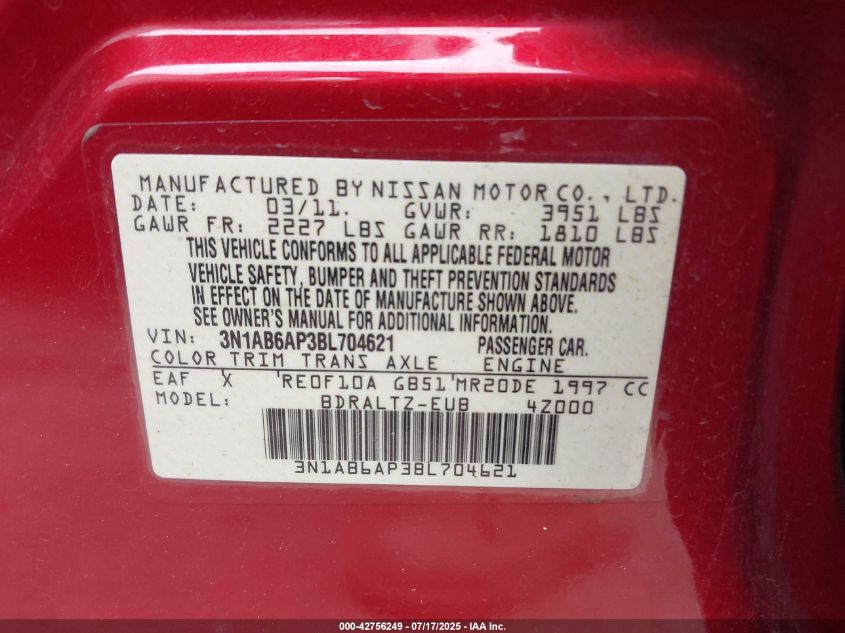 MANUFACTURED BY NISSAN MOTOR CO., LTD.
DATE: 03/11. GVWR: 3951 LBS
GAWR FR: 2227 LBS GAWR RR: 1810 LBS
THIS VEHICLE CONFORMS TO ALL APPLICABLE FEDERAL MOTOR
VEHICLE SAFETY, BUMPER AND THEFT PREVENTION STANDARDS
IN EFFECT ON THE DATE OF MANUFACTURE SHOWN ABOVE.
SEE OWNER'S MANUAL FOR ADDITIONAL INFORMATION.
VIN: 3N1AB6AP3BL704621 PASSENGER CAR.
COLOR TRIM TRANS AXLE ENGINE
EAF X 'RE0F10A GB51'MR20DE 1997 CC
MODEL: BDRALTZ-EUB 4Z000
3N1AB6AP3BL704621
000-42756249 - 07/17/2025 - IAA Inc.